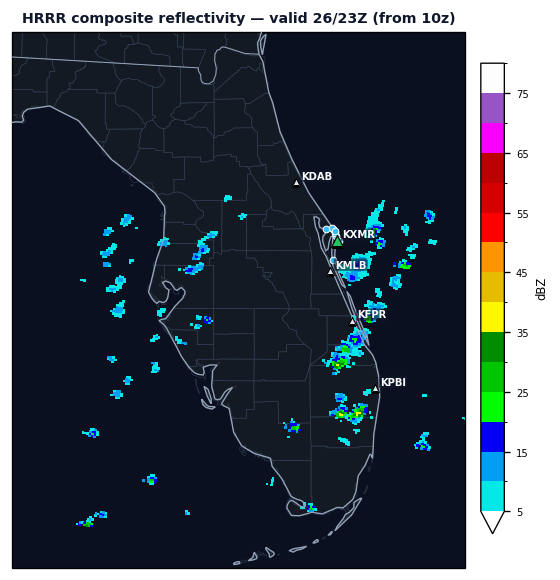 HRRR composite reflectivity — valid 26/23Z (from 10z)
KDAB
KXMR
KMLB
KFPR
KPBI
75
65
55
45
35
25
15
5
dBZ